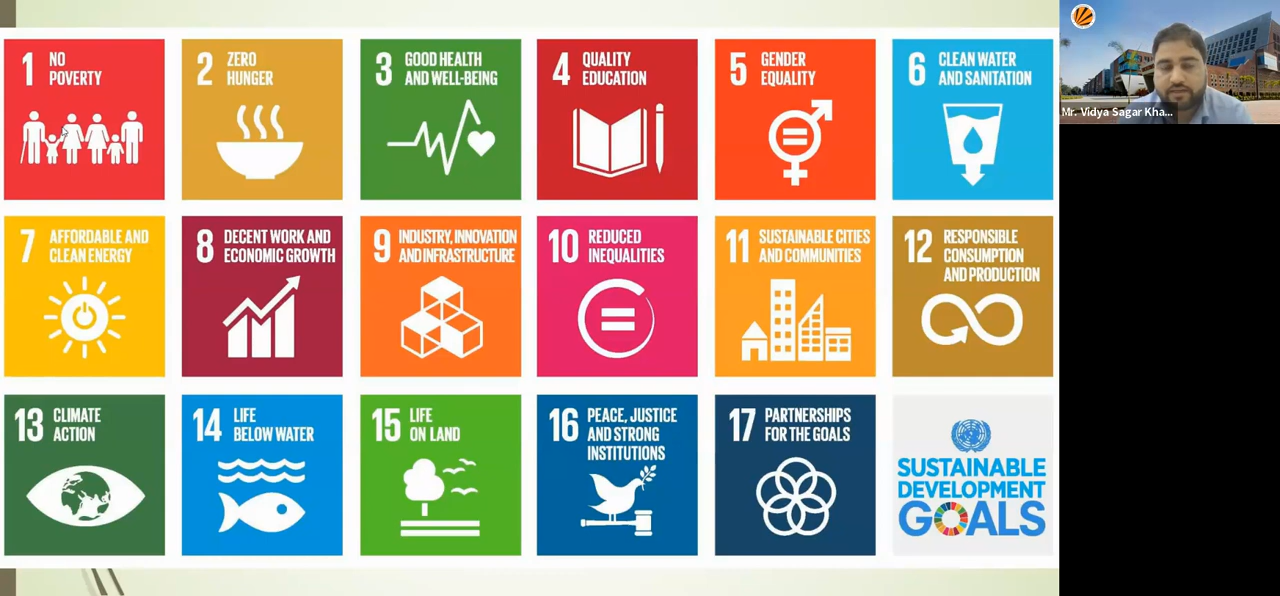 1 NO
POVERTY
2 ZERO
HUNGER
3 GOOD HEALTH
AND WELL-BEING
4 QUALITY
EDUCATION
5 GENDER
EQUALITY
6 CLEAN WATER
AND SANITATION
7 AFFORDABLE AND
CLEAN ENERGY
8 DECENT WORK AND
ECONOMIC GROWTH
9 INDUSTRY, INNOVATION
AND INFRASTRUCTURE
10 REDUCED
INEQUALITIES
11 SUSTAINABLE CITIES
AND COMMUNITIES
12 RESPONSIBLE
CONSUMPTION
AND PRODUCTION
13 CLIMATE
ACTION
14 LIFE
BELOW WATER
15 LIFE
ON LAND
16 PEACE, JUSTICE
AND STRONG
INSTITUTIONS
17 PARTNERSHIPS
FOR THE GOALS
SUSTAINABLE
DEVELOPMENT
GOALS
Mr. Vidya Sagar Kha...